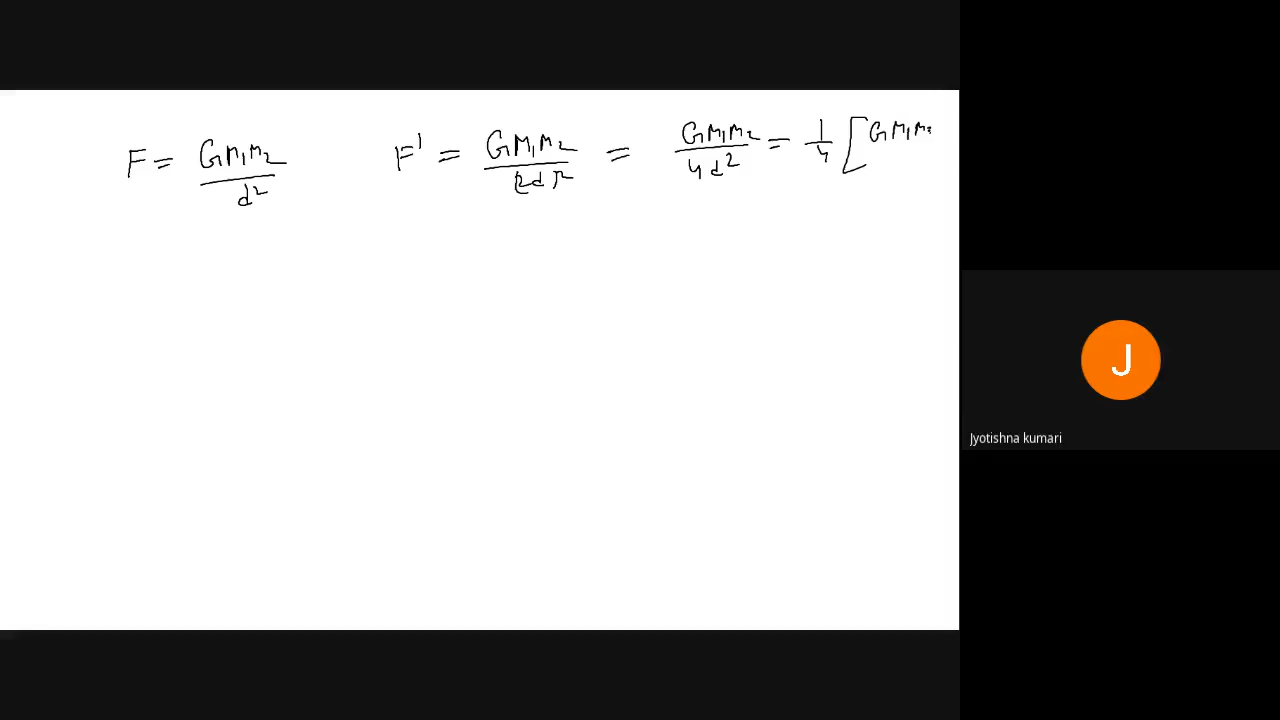 F = Gm₁m₂/d² F' = Gm₁m₂/(2d)² = Gm₁m₂/4d² = 1/4 [Gm₁m₂
J
Jyotishna kumari